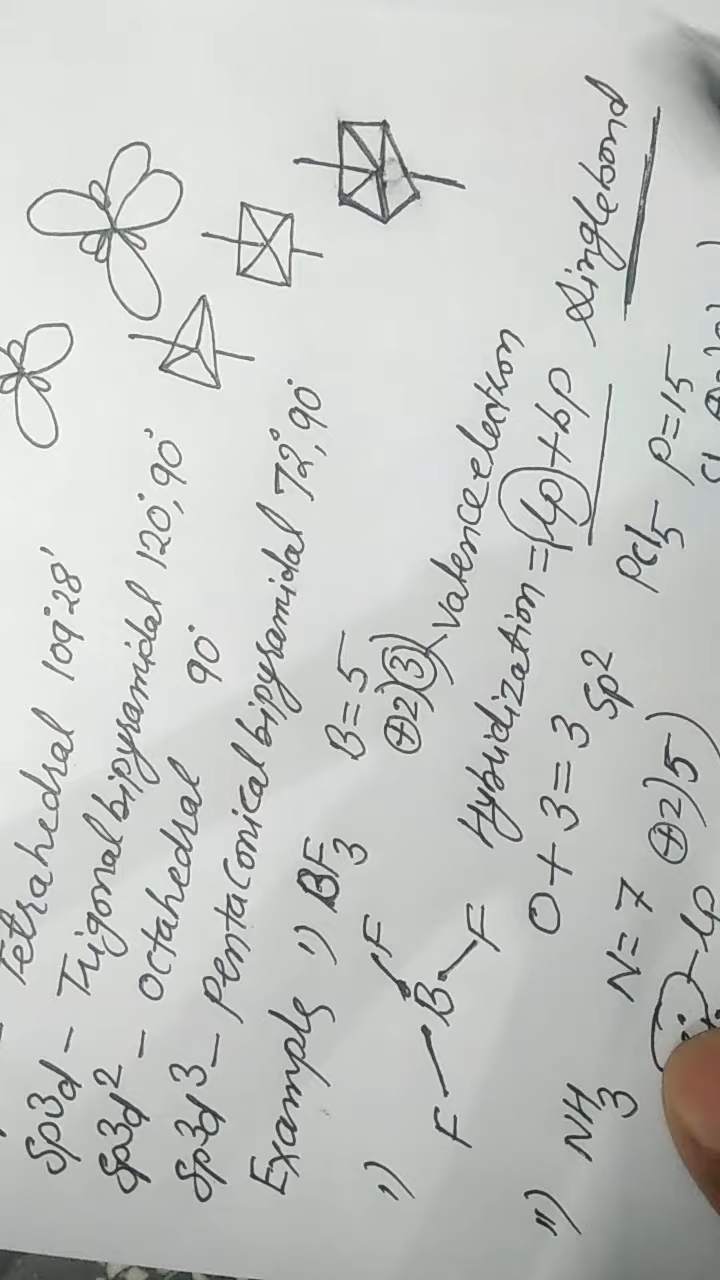 Tetrahedral 109°28'
Sp3d - Trigonal bipyramidal 120°, 90°
Sp3d2 - octahedral 90°
Sp3d3 - pentaconical bipyramidal 72°, 90°
Example i) BF3 B=5
+2)3) valence electron
i) F B F F
Hybridization = lp + bp Single bond
0+3=3 Sp2
ii) NH3 N=7 +2)5)
lp
PCl5 P=15